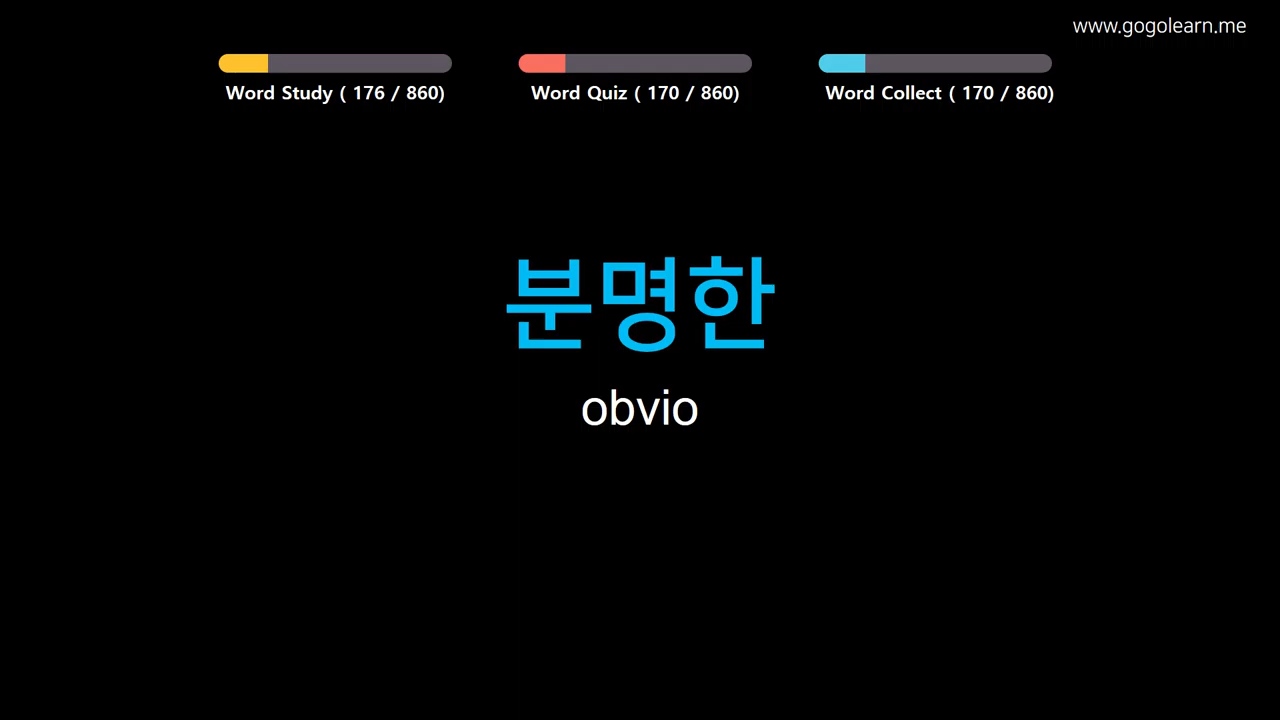 www.gogolearn.me
Word Study ( 176 / 860)
Word Quiz ( 170 / 860)
Word Collect ( 170 / 860)
분명한
obvio